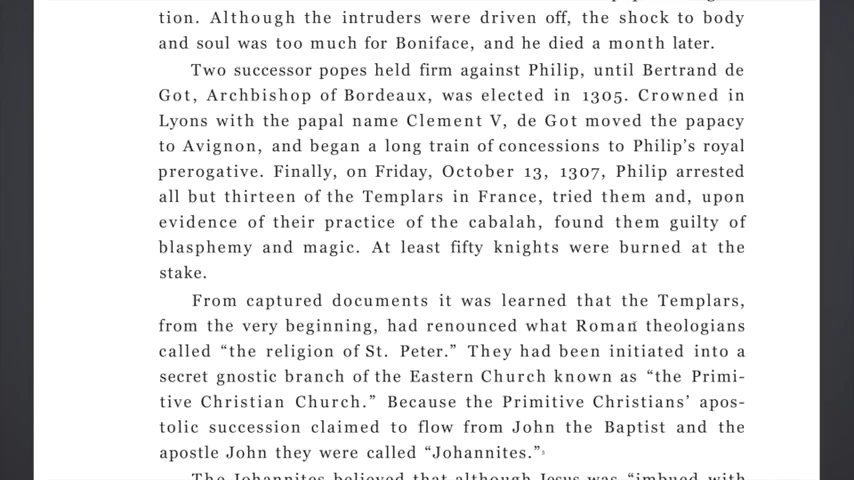 tion. Although the intruders were driven off, the shock to body
and soul was too much for Boniface, and he died a month later.
Two successor popes held firm against Philip, until Bertrand de
Got, Archbishop of Bordeaux, was elected in 1305. Crowned in
Lyons with the papal name Clement V, de Got moved the papacy
to Avignon, and began a long train of concessions to Philip's royal
prerogative. Finally, on Friday, October 13, 1307, Philip arrested
all but thirteen of the Templars in France, tried them and, upon
evidence of their practice of the cabalah, found them guilty of
blasphemy and magic. At least fifty knights were burned at the
stake.
From captured documents it was learned that the Templars,
from the very beginning, had renounced what Roman theologians
called “the religion of St. Peter.” They had been initiated into a
secret gnostic branch of the Eastern Church known as “the Primi-
tive Christian Church.” Because the Primitive Christians’ apos-
tolic succession claimed to flow from John the Baptist and the
apostle John they were called “Johannites.”
The Johannites believed that although Jesus was “imbued with